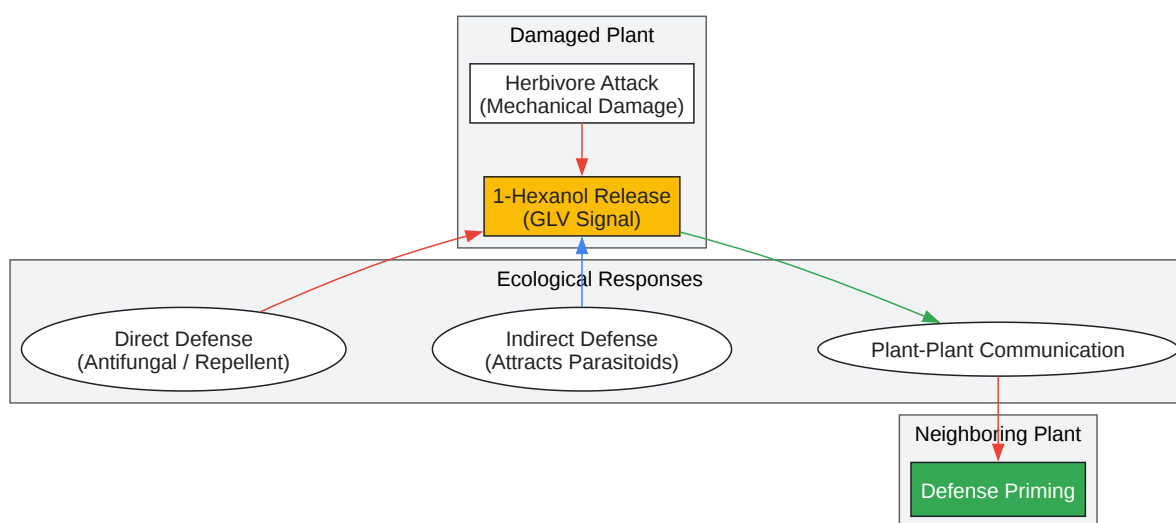 Damaged Plant
Herbivore Attack
(Mechanical Damage)
1-Hexanol Release
(GLV Signal)
Ecological Responses
Direct Defense
(Antifungal / Repellent)
Indirect Defense
(Attracts Parasitoids)
Plant-Plant Communication
Neighboring Plant
Defense Priming